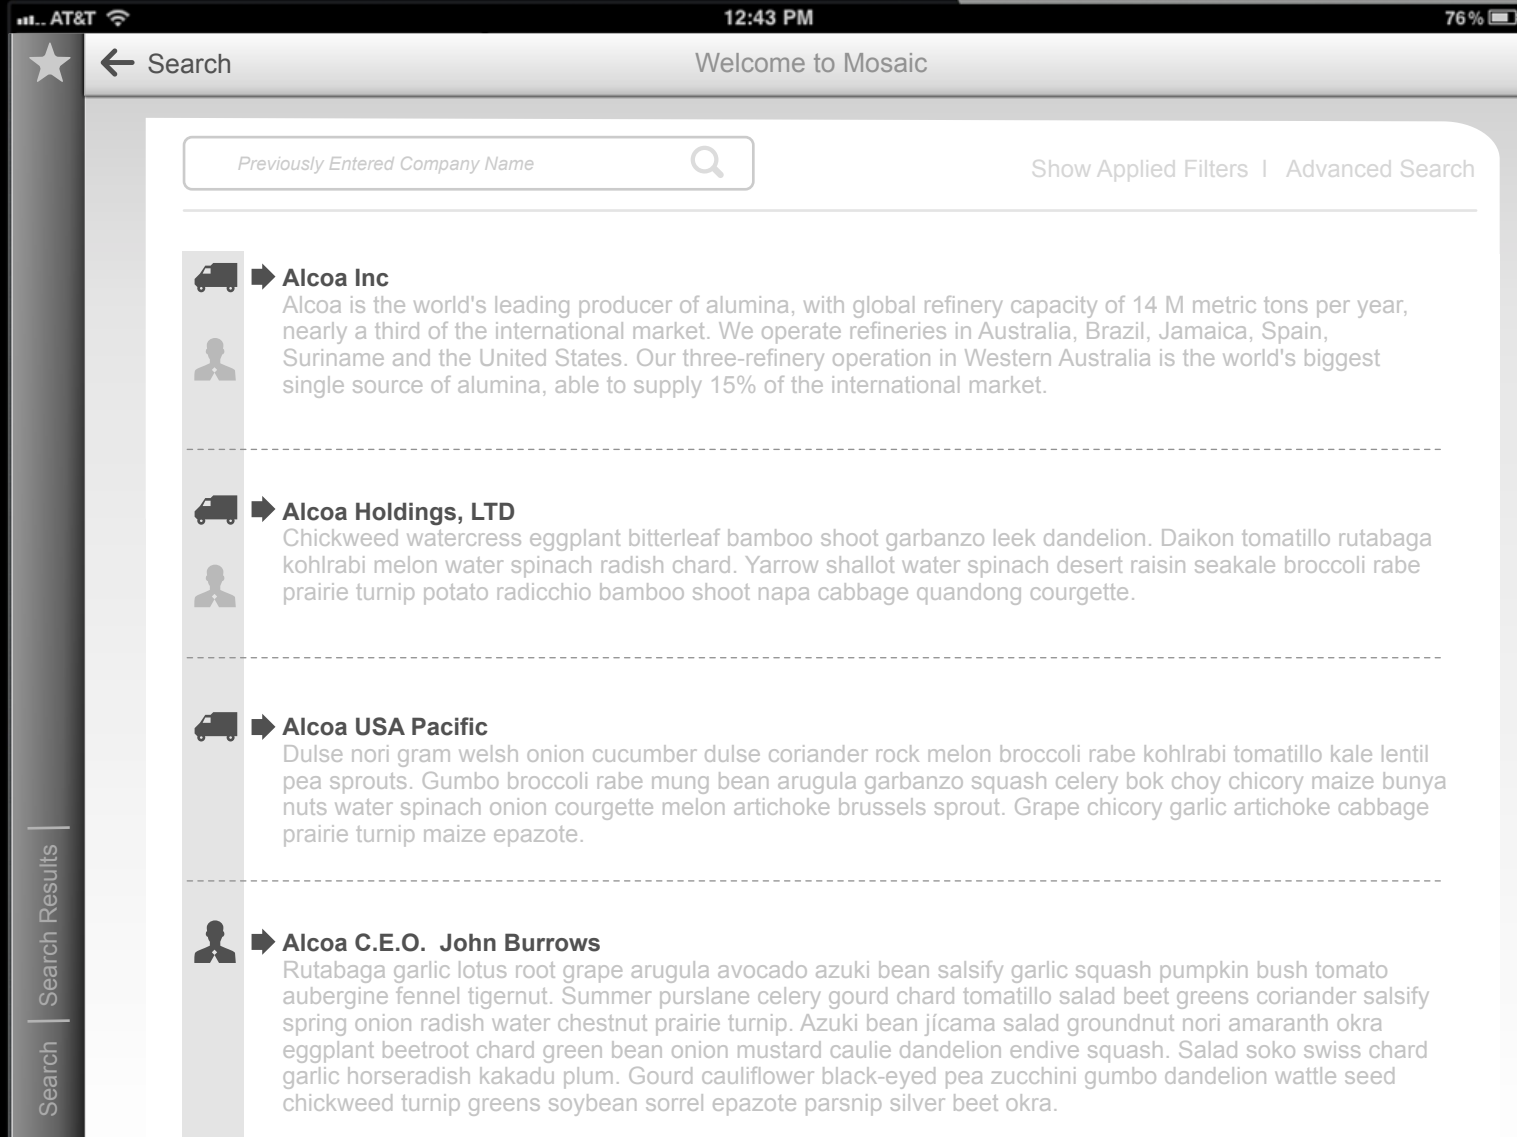 AT&T
12:43 PM
76%
Search
Welcome to Mosaic
Previously Entered Company Name
Show Applied Filters | Advanced Search
Alcoa Inc
Alcoa is the world's leading producer of alumina, with global refinery capacity of 14 M metric tons per year,
nearly a third of the international market. We operate refineries in Australia, Brazil, Jamaica, Spain,
Suriname and the United States. Our three-refinery operation in Western Australia is the world's biggest
single source of alumina, able to supply 15% of the international market.
Alcoa Holdings, LTD
Chickweed watercress eggplant bitterleaf bamboo shoot garbanzo leek dandelion. Daikon tomatillo rutabaga
kohlrabi melon water spinach radish chard. Yarrow shallot water spinach desert raisin seakale broccoli rabe
prairie turnip potato radicchio bamboo shoot napa cabbage quandong courgette.
Alcoa USA Pacific
Dulse nori gram welsh onion cucumber dulse coriander rock melon broccoli rabe kohlrabi tomatillo kale lentil
pea sprouts. Gumbo broccoli rabe mung bean arugula garbanzo squash celery bok choy chicory maize bunya
nuts water spinach onion courgette melon artichoke brussels sprout. Grape chicory garlic artichoke cabbage
prairie turnip maize epazote.
Alcoa C.E.O. John Burrows
Rutabaga garlic lotus root grape arugula avocado azuki bean salsify garlic squash pumpkin bush tomato
aubergine fennel tigernut. Summer purslane celery gourd chard tomatillo salad beet greens coriander salsify
spring onion radish water chestnut prairie turnip. Azuki bean jícama salad groundnut nori amaranth okra
eggplant beetroot chard green bean onion mustard caulie dandelion endive squash. Salad soko swiss chard
garlic horseradish kakadu plum. Gourd cauliflower black-eyed pea zucchini gumbo dandelion wattle seed
chickweed turnip greens soybean sorrel epazote parsnip silver beet okra.
Search | Search Results |